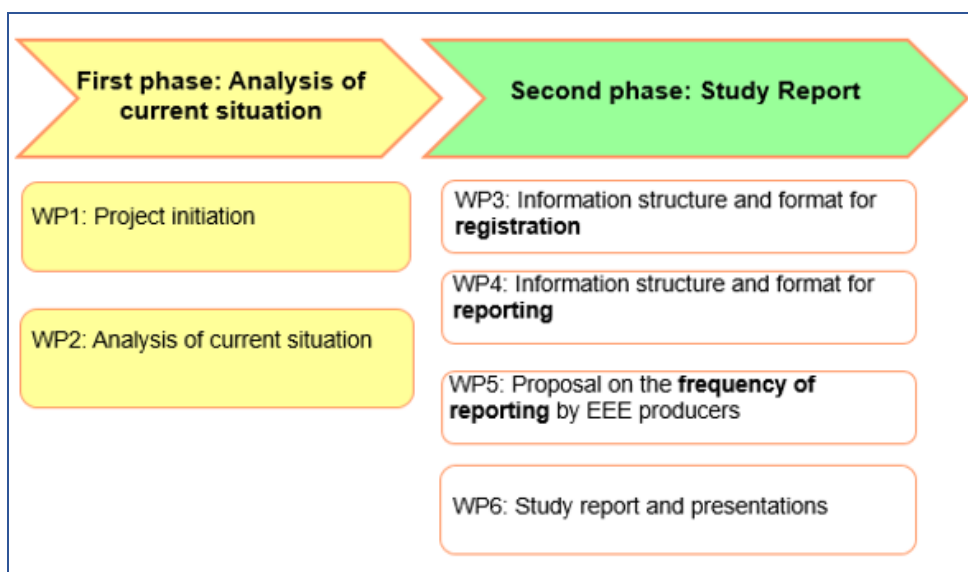 First phase: Analysis of
current situation
Second phase: Study Report
WP1: Project initiation
WP2: Analysis of current situation
WP3: Information structure and format for
registration
WP4: Information structure and format for
reporting
WP5: Proposal on the frequency of
reporting by EEE producers
WP6: Study report and presentations